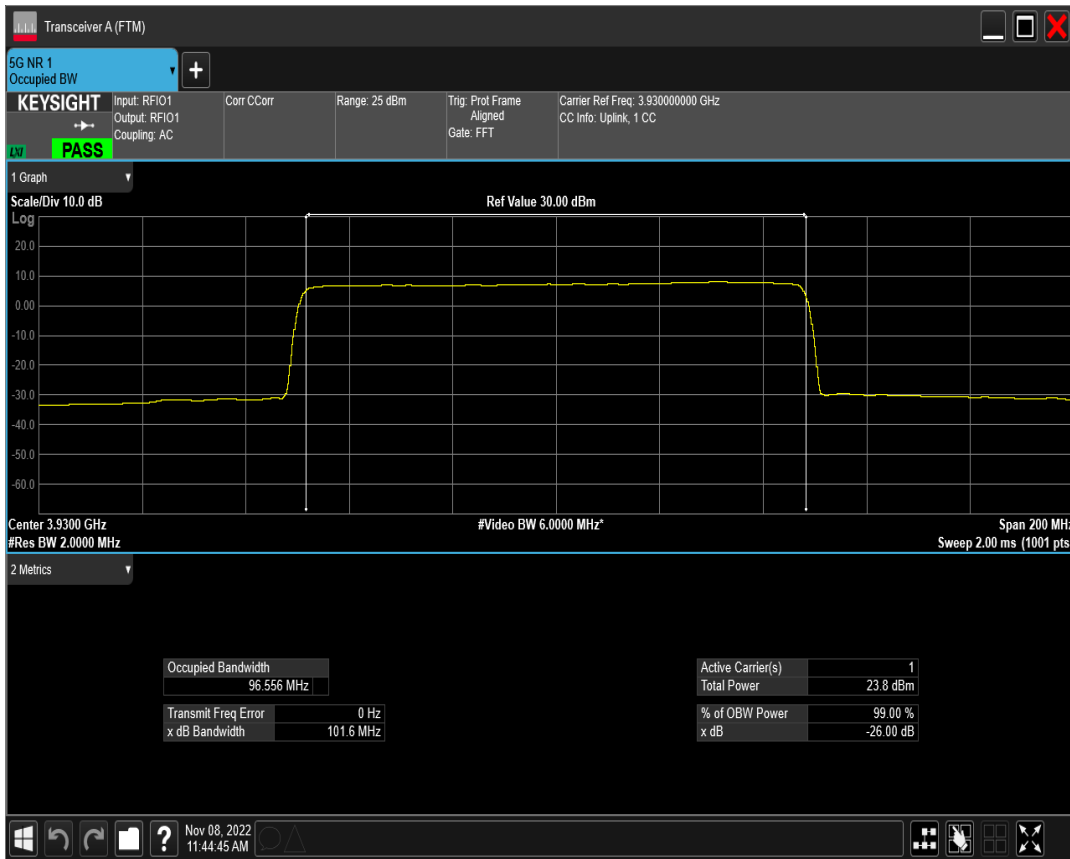 Transceiver A (FTM)
5G NR 1
Occupied BW
+
KEYSIGHT
LXI
PASS
Input: RFIO1
Output: RFIO1
Coupling: AC
Corr CCorr
Range: 25 dBm
Trig: Prot Frame
Aligned
Gate: FFT
Carrier Ref Freq: 3.930000000 GHz
CC Info: Uplink, 1 CC
1 Graph
Scale/Div 10.0 dB
Ref Value 30.00 dBm
Log
20.0
10.0
0.00
-10.0
-20.0
-30.0
-40.0
-50.0
-60.0
Center 3.9300 GHz
#Video BW 6.0000 MHz*
Span 200 MHz
#Res BW 2.0000 MHz
Sweep 2.00 ms (1001 pts
2 Metrics
Occupied Bandwidth
96.556 MHz
Transmit Freq Error 0 Hz
x dB Bandwidth 101.6 MHz
Active Carrier(s) 1
Total Power 23.8 dBm
% of OBW Power 99.00 %
x dB -26.00 dB
?
Nov 08, 2022
11:44:45 AM